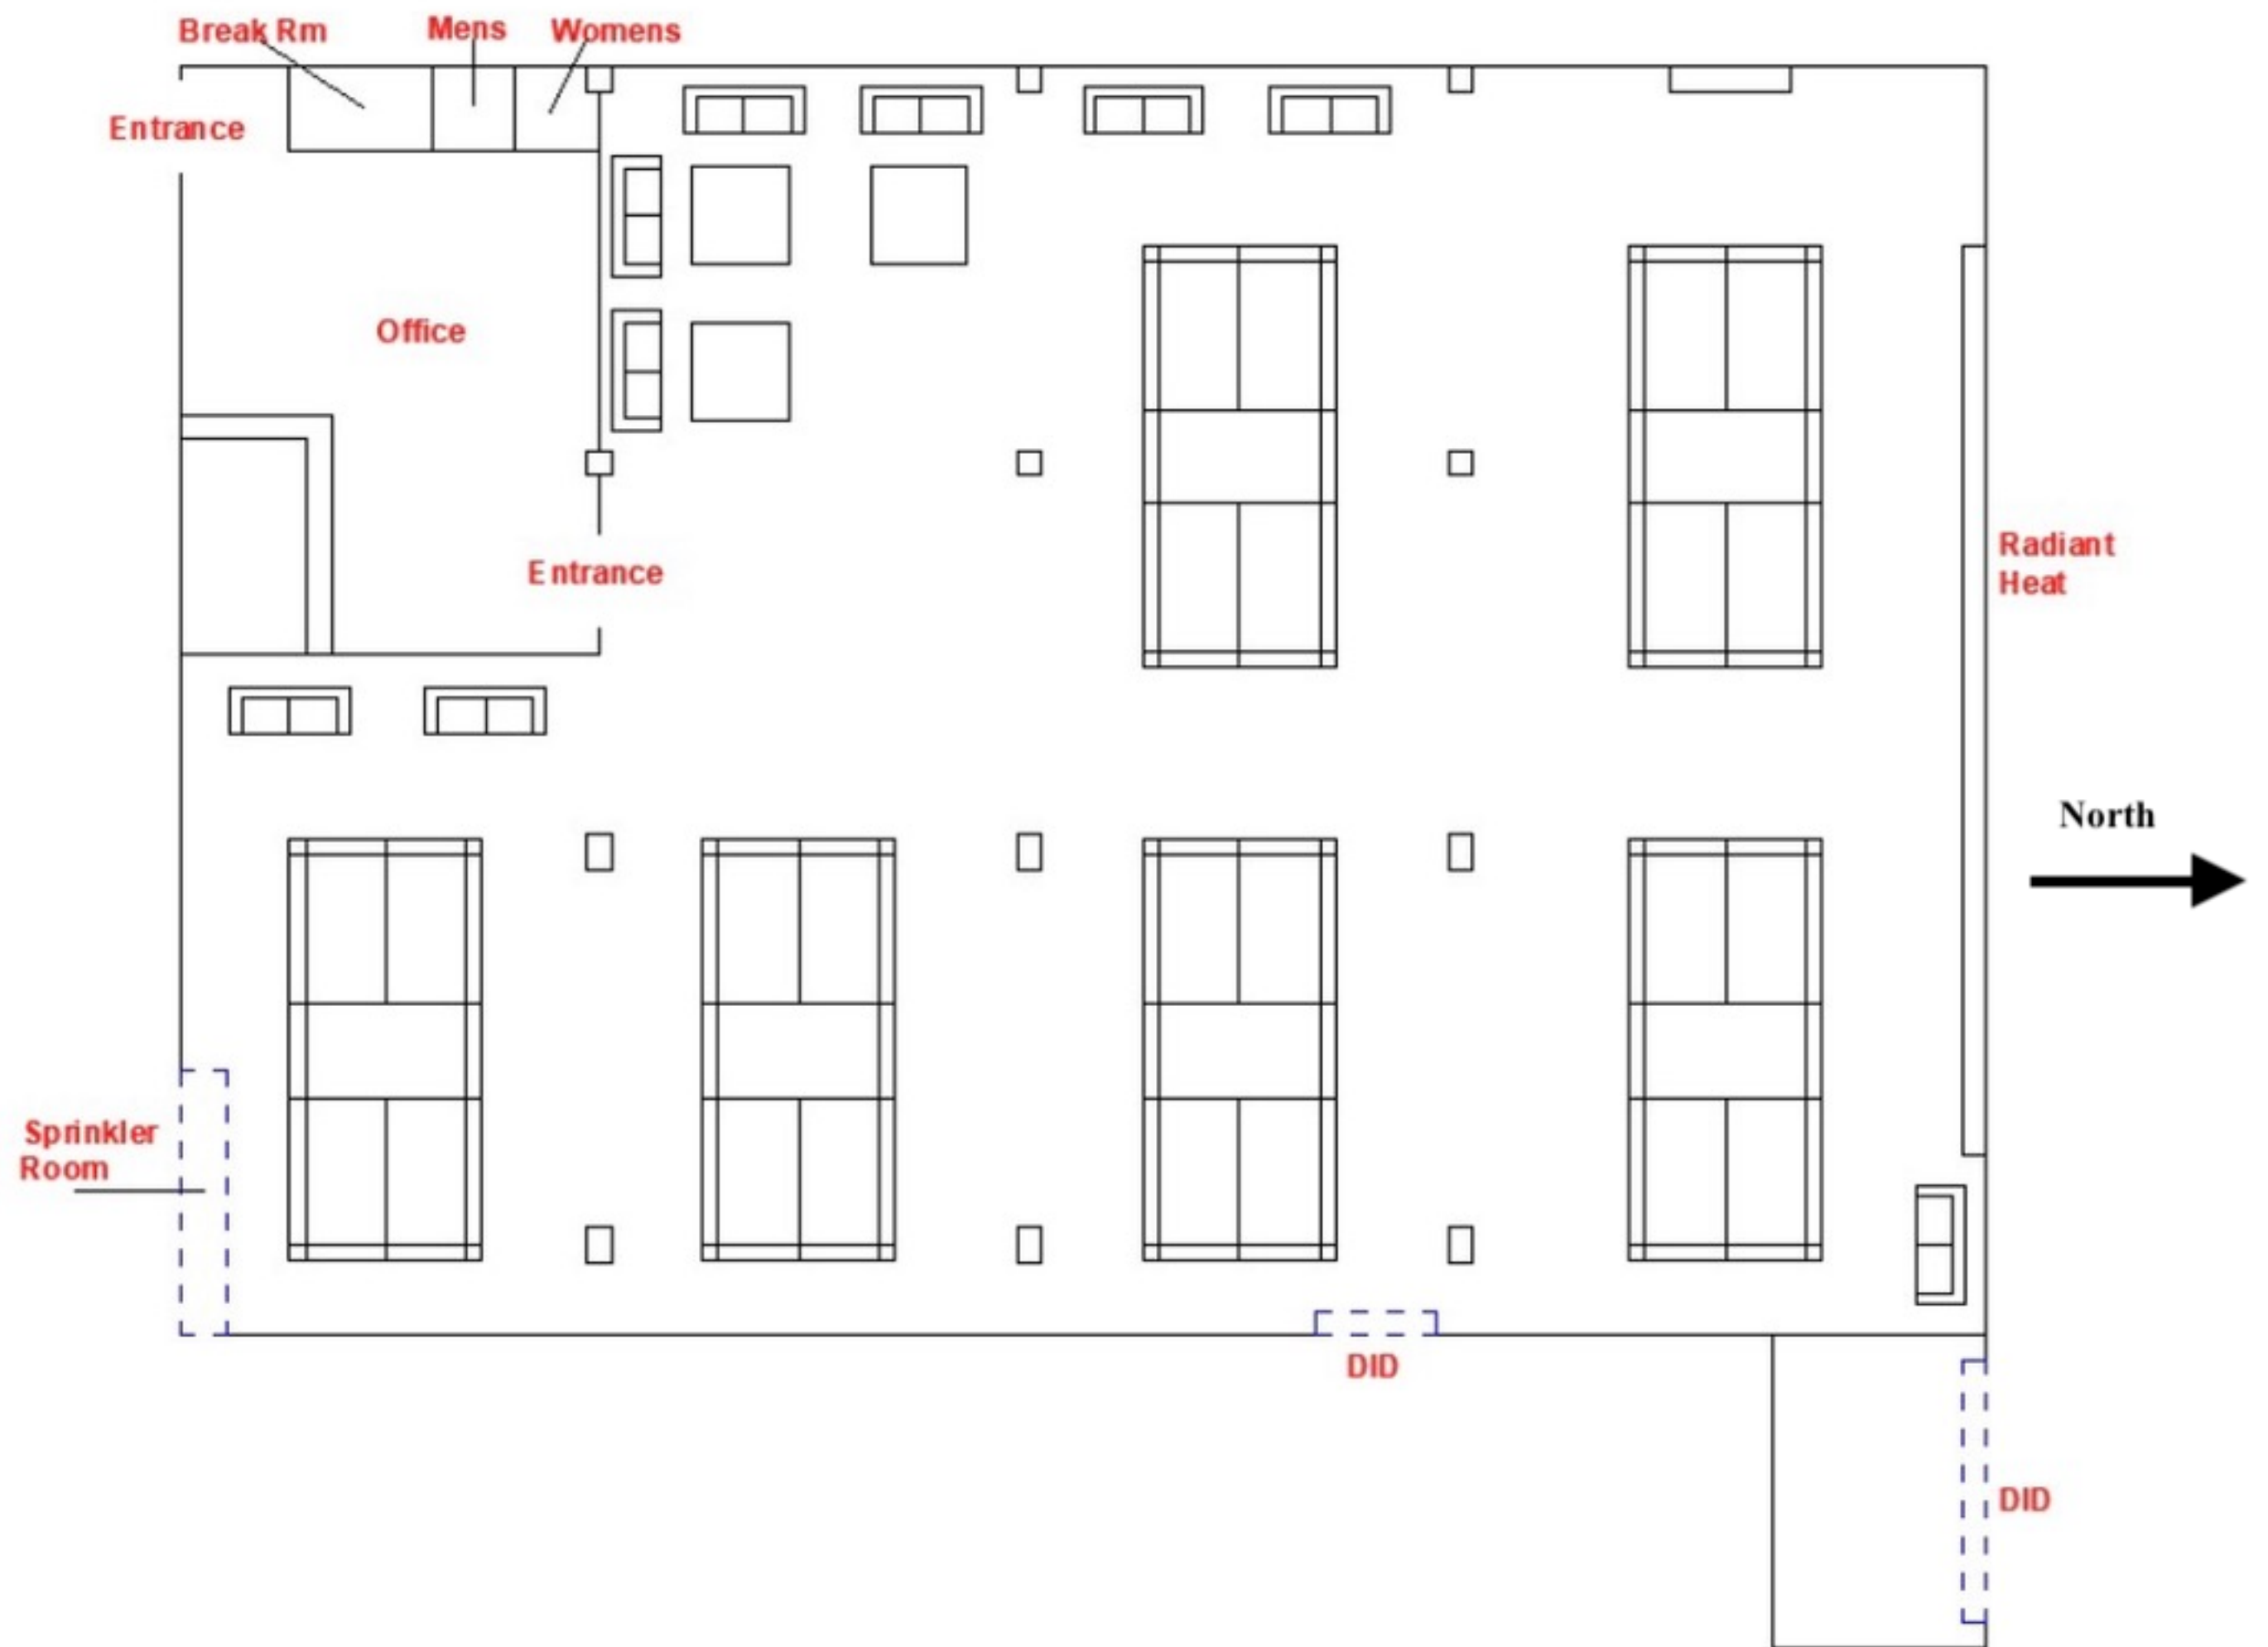 Break Rm
Mens
Womens
Entrance
Office
Entrance
Radiant
Heat
North
Sprinkler
Room
DID
DID